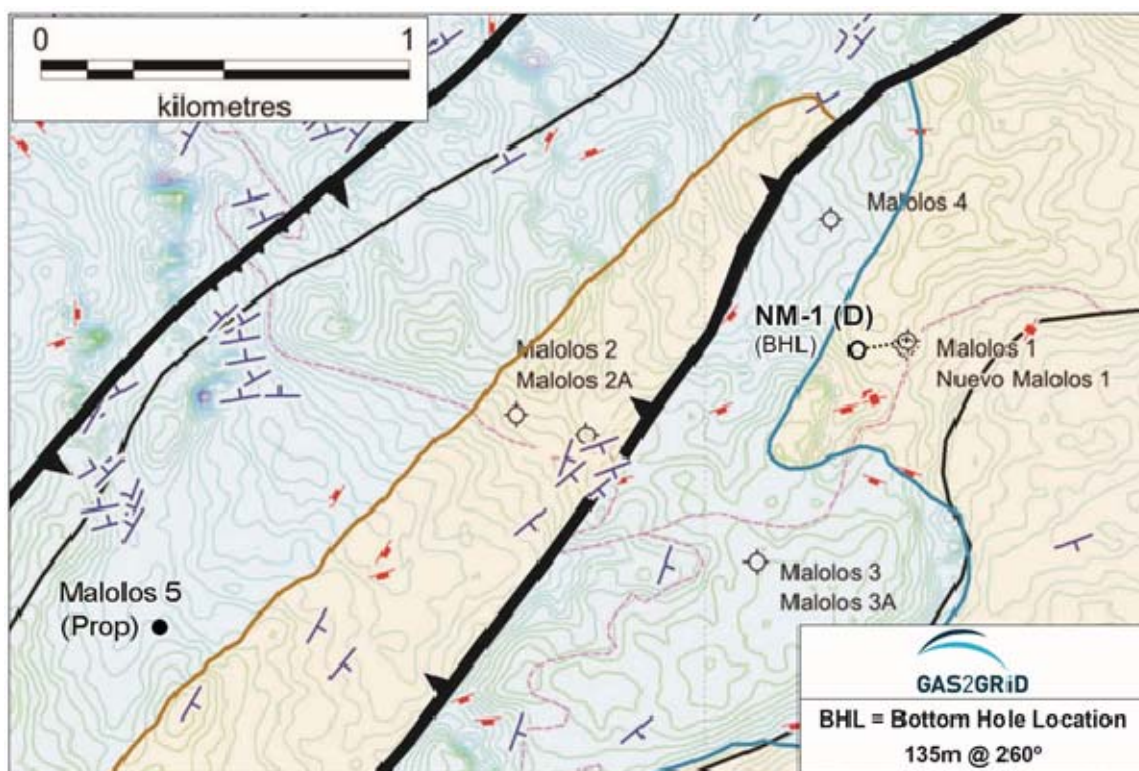 0 1
kilometres
Malolos 4
NM-1 (D)
(BHL)
Malolos 1
Nuevo Malolos 1
Malolos 2
Malolos 2A
Malolos 3
Malolos 3A
Malolos 5
(Prop)
GAS2GRiD
BHL = Bottom Hole Location
135m @ 260º